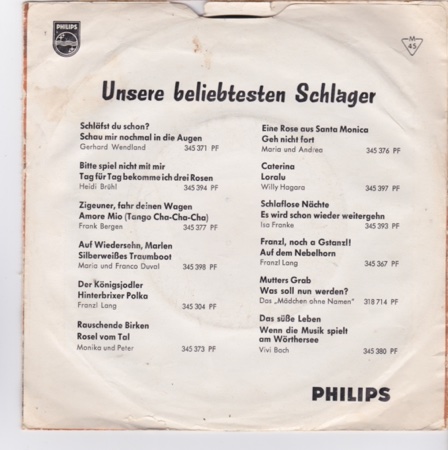 PHILIPS
M
45
Unsere beliebtesten Schlager
Schläfst du schon?
Schau mir nochmal in die Augen
Gerhard Wendland 345 371 PF
Bitte spiel nicht mit mir
Tag für Tag bekomme ich drei Rosen
Heidi Brühl 345 394 PF
Zigeuner, fahr deinen Wagen
Amore Mio (Tango Cha-Cha-Cha)
Frank Bergen 345 377 PF
Auf Wiedersehn, Marlen
Silberweißes Traumboot
Maria und Franco Duval 345 398 PF
Der Königsjodler
Hinterbrixer Polka
Franzl Lang 345 304 PF
Rauschende Birken
Rosel vom Tal
Monika und Peter 345 373 PF
Eine Rose aus Santa Monica
Geh nicht fort
Maria und Andrea 345 376 PF
Caterina
Loralu
Willy Hagara 345 397 PF
Schlaflose Nächte
Es wird schon wieder weitergehn
Isa Franke 345 393 PF
Franzl, noch a Gstanzl!
Auf dem Nebelhorn
Franzl Lang 345 367 PF
Mutters Grab
Was soll nun werden?
Das „Mädchen ohne Namen" 318 714 PF
Das süße Leben
Wenn die Musik spielt
am Wörthersee
Vivi Bach 345 380 PF
PHILIPS